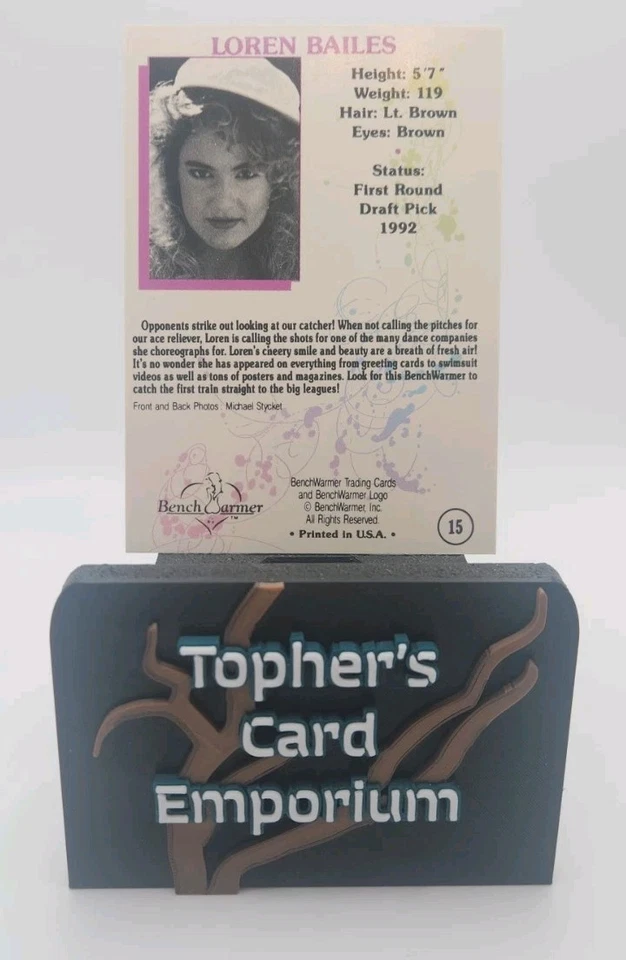 LOREN BAILES
Height: 5'7"
Weight: 119
Hair: Lt. Brown
Eyes: Brown
Status:
First Round
Draft Pick
1992
Opponents strike out looking at our catcher! When not calling the pitches for
our ace reliever, Loren is calling the shots for one of the many dance companies
she choreographs for. Loren's cheery smile and beauty are a breath of fresh air!
It's no wonder she has appeared on everything from greeting cards to swimsuit
videos as well as tons of posters and magazines. Look for this BenchWarmer to
catch the first train straight to the big leagues!
Front and Back Photos: Michael Stycket
BenchWarmer
TM
BenchWarmer Trading Cards
and BenchWarmer Logo
© BenchWarmer, Inc.
All Rights Reserved.
• Printed in U.S.A. •
15
Topher's
Card
Emporium